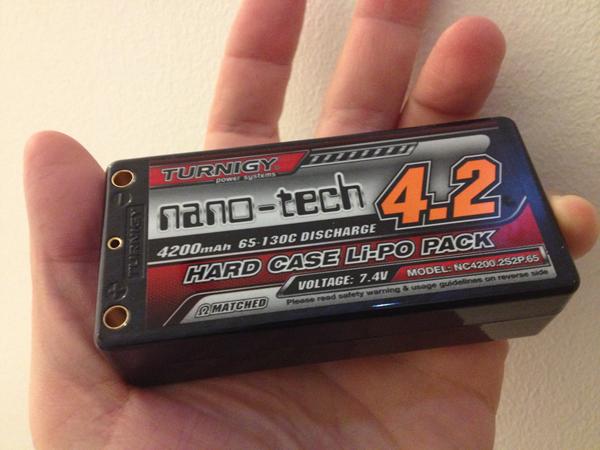 TURNIGY
power systems
nano-tech
4.2
4200mah 65-130C DISCHARGE
HARD CASE Li-PO PACK
VOLTAGE: 7.4V
MODEL: NC4200.2S2P.65
Ω MATCHED
Please read safety warning & usage guidelines on reverse side
−
TURNIGY
+